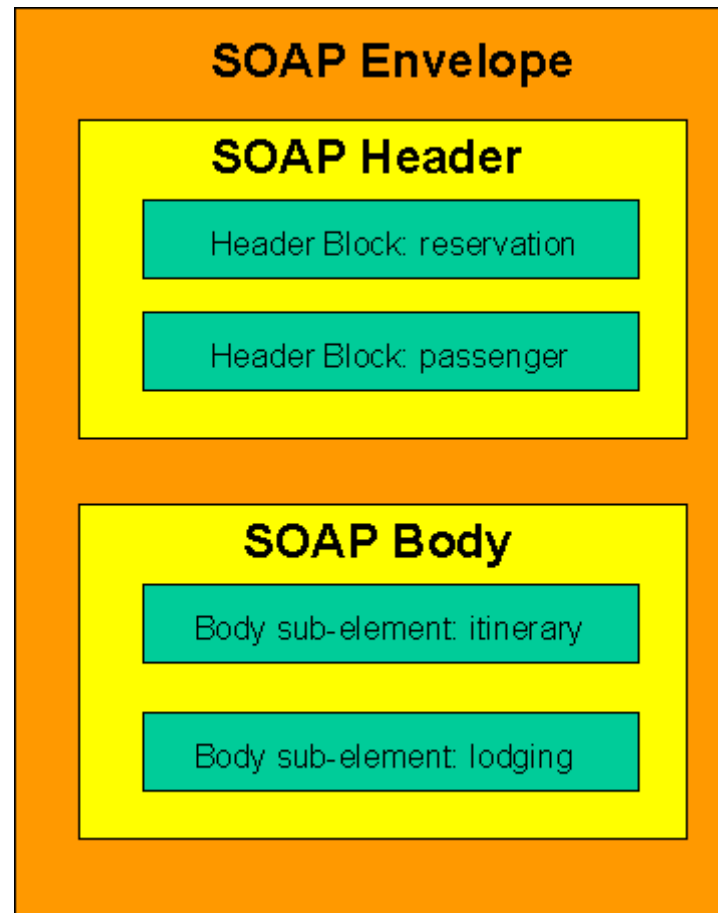 SOAP Envelope
SOAP Header
Header Block: reservation
Header Block: passenger
SOAP Body
Body sub-element: itinerary
Body sub-element: lodging